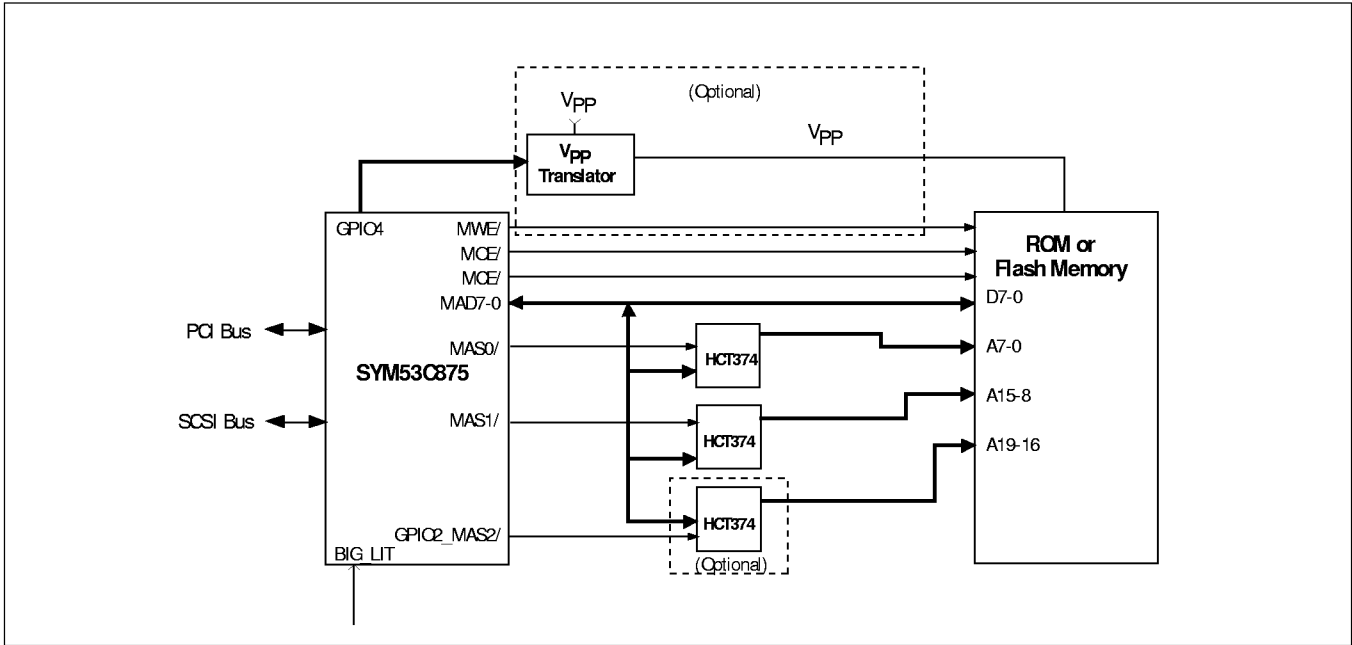 (Optional)
VPP
VPP
VPP
Translator
GPIO4
MWE/
MCE/
MCE/
MAD7-0
MAS0/
MAS1/
GPIO2_MAS2/
BIG_LIT
SYM53C875
PCI Bus
SCSI Bus
HCT374
HCT374
HCT374
(Optional)
ROM or
Flash Memory
D7-0
A7-0
A15-8
A19-16